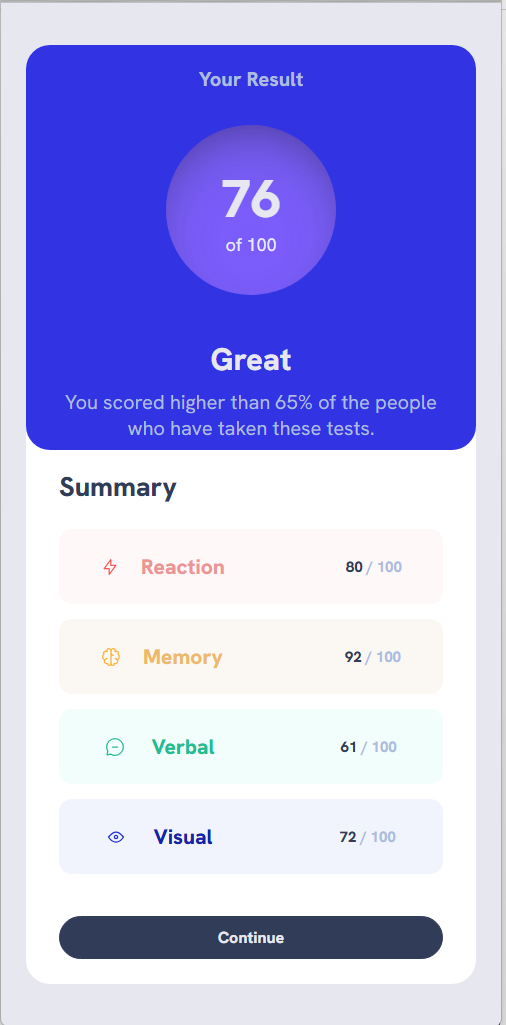 Your Result
76
of 100
Great
You scored higher than 65% of the people
who have taken these tests.
Summary
Reaction 80 / 100
Memory 92 / 100
Verbal 61 / 100
Visual 72 / 100
Continue